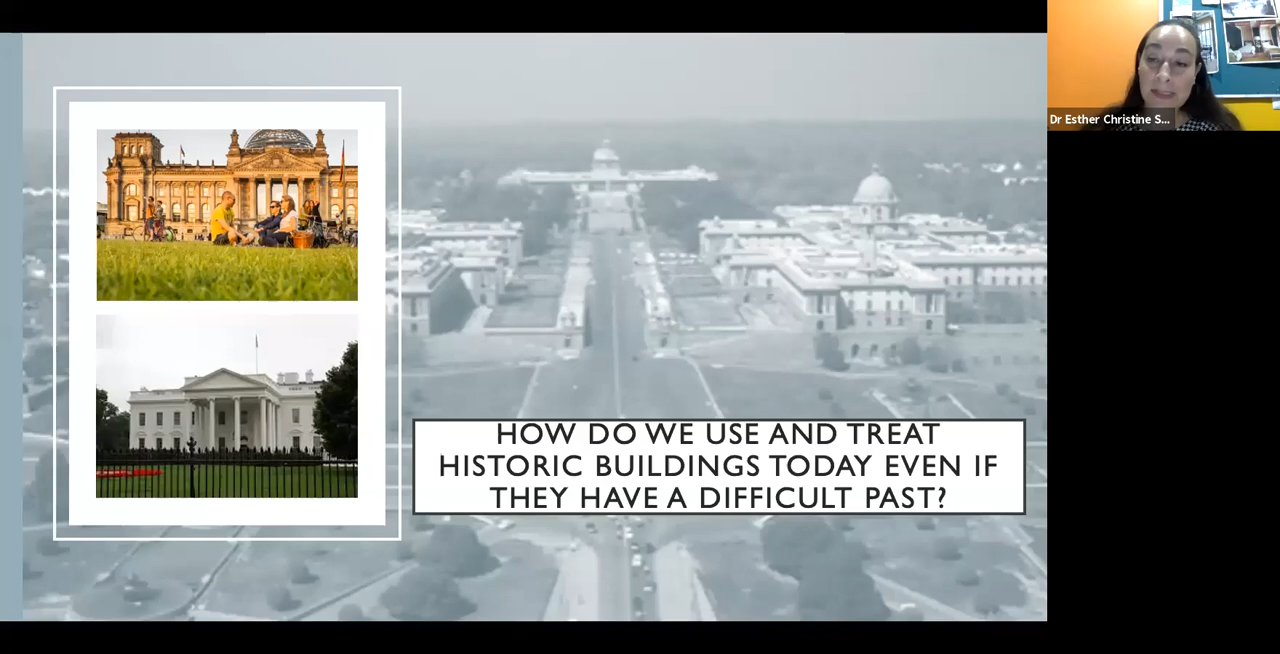 Dr Esther Christine S...
HOW DO WE USE AND TREAT
HISTORIC BUILDINGS TODAY EVEN IF
THEY HAVE A DIFFICULT PAST?